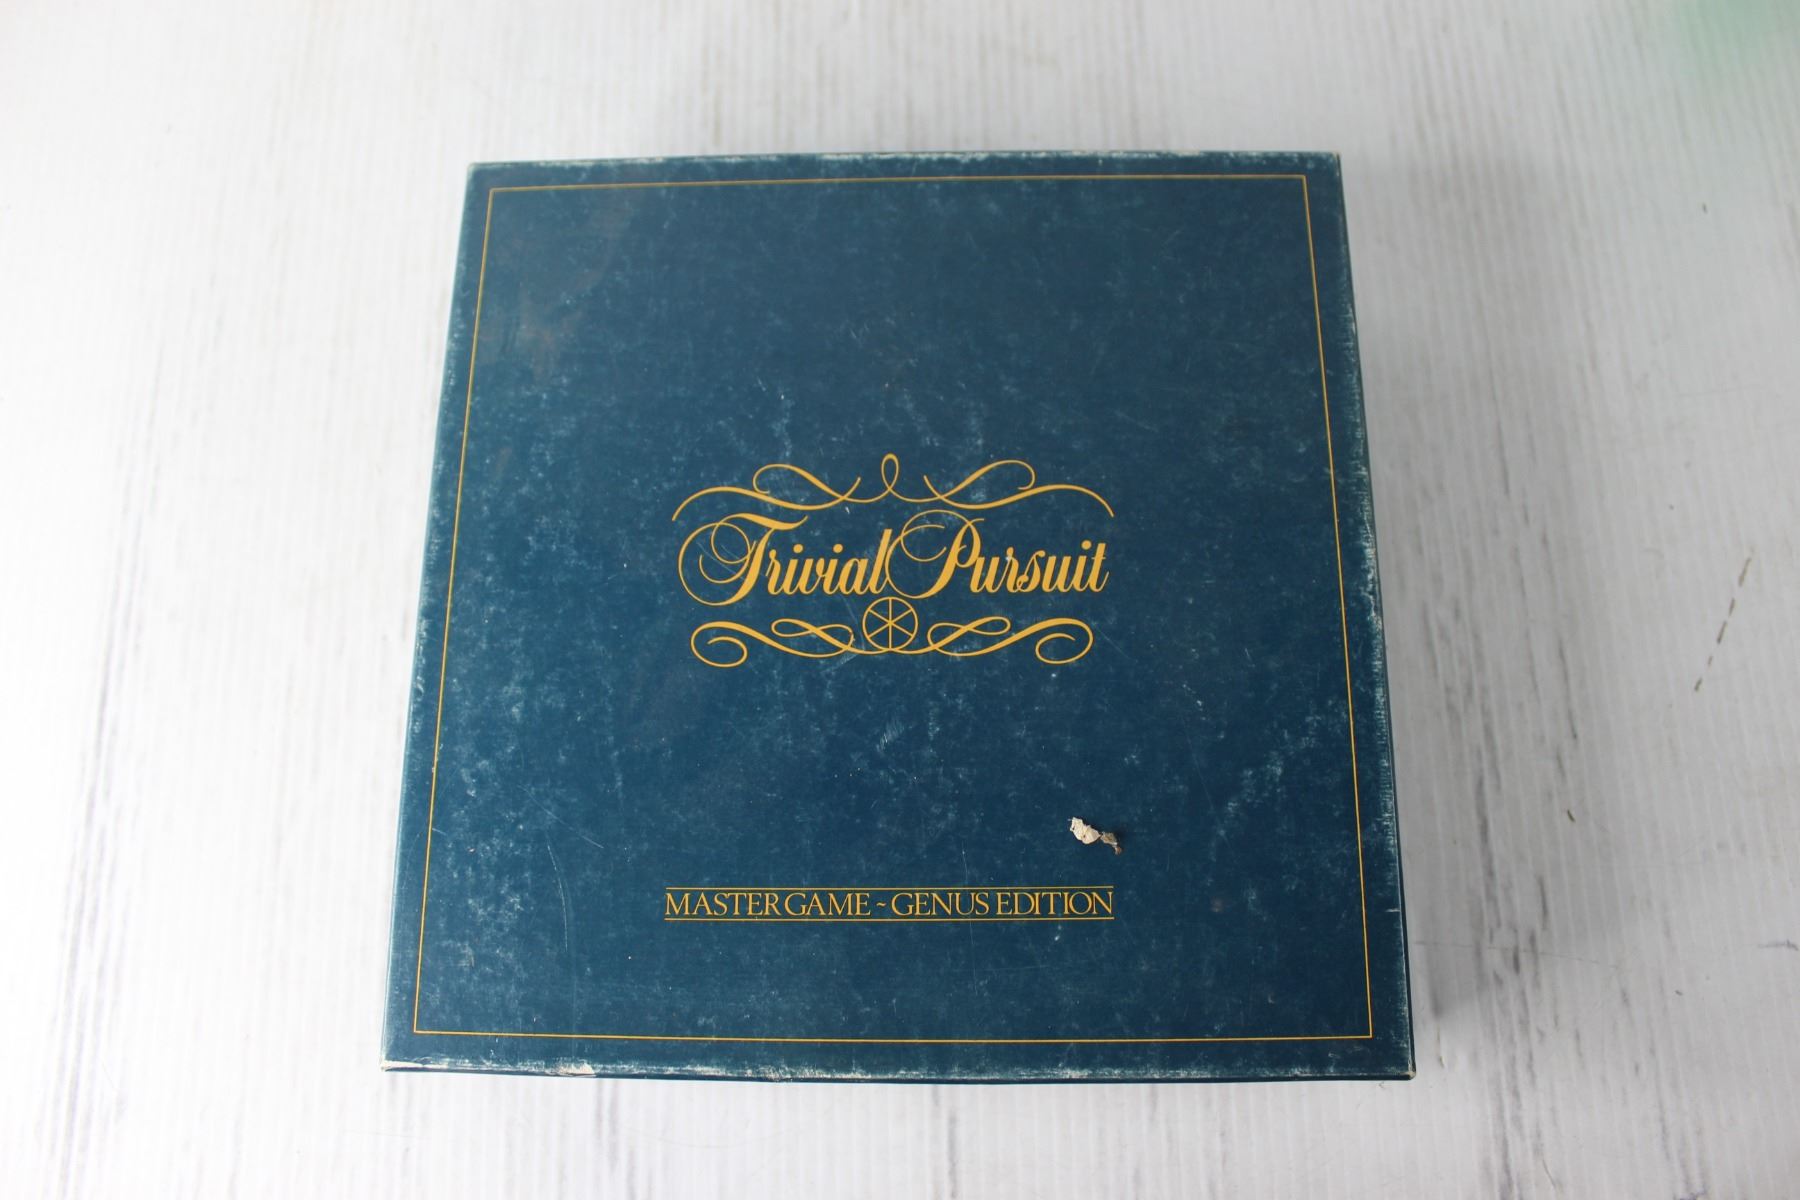 Trivial Pursuit
MASTER GAME ~ GENUS EDITION